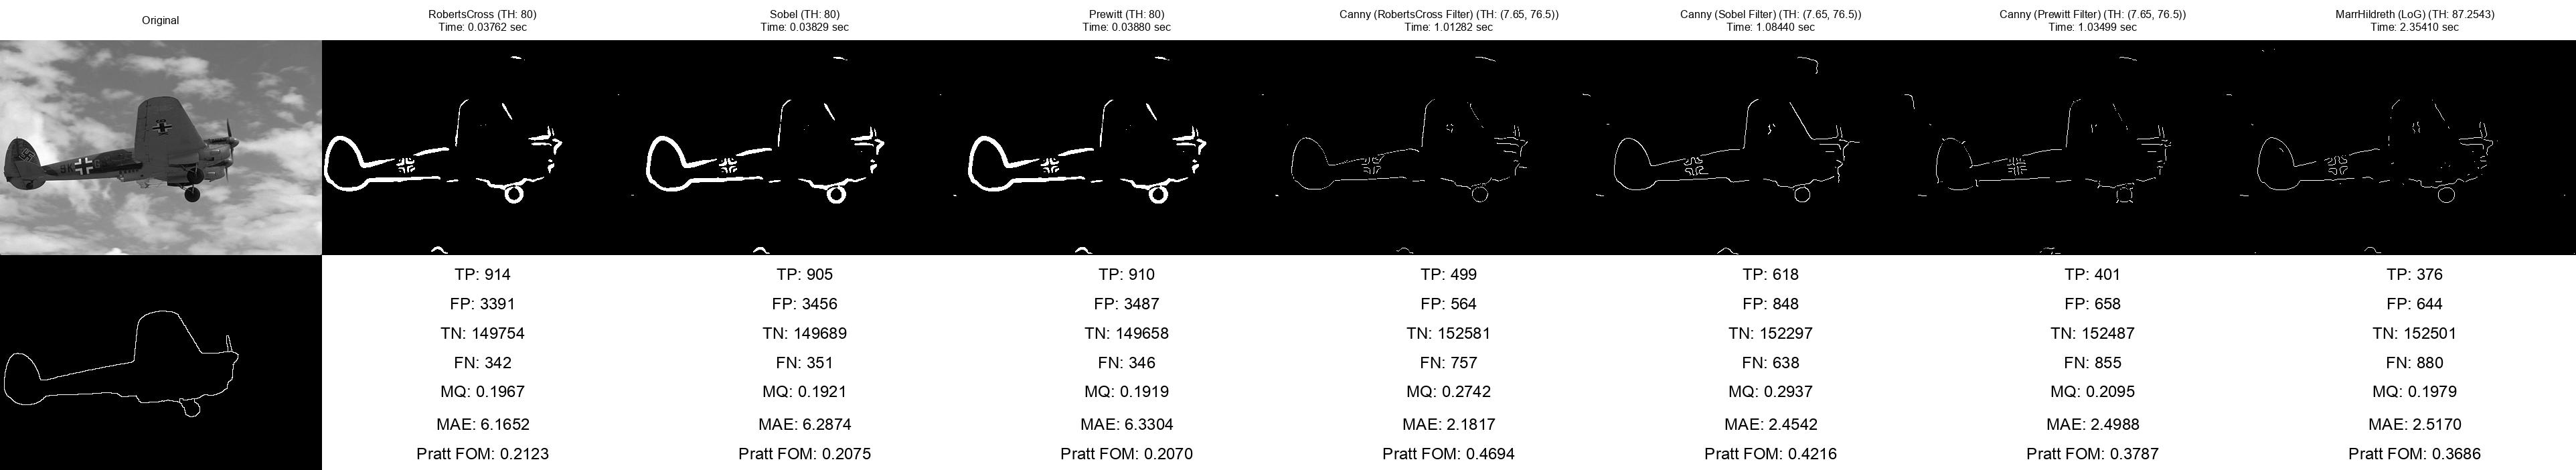 Original
RobertsCross (TH: 80)
Time: 0.03762 sec
Sobel (TH: 80)
Time: 0.03829 sec
Prewitt (TH: 80)
Time: 0.03880 sec
Canny (RobertsCross Filter) (TH: (7.65, 76.5))
Time: 1.01282 sec
Canny (Sobel Filter) (TH: (7.65, 76.5))
Time: 1.08440 sec
Canny (Prewitt Filter) (TH: (7.65, 76.5))
Time: 1.03499 sec
MarrHildreth (LoG) (TH: 87.2543)
Time: 2.35410 sec
TP: 914
FP: 3391
TN: 149754
FN: 342
MQ: 0.1967
MAE: 6.1652
Pratt FOM: 0.2123
TP: 905
FP: 3456
TN: 149689
FN: 351
MQ: 0.1921
MAE: 6.2874
Pratt FOM: 0.2075
TP: 910
FP: 3487
TN: 149658
FN: 346
MQ: 0.1919
MAE: 6.3304
Pratt FOM: 0.2070
TP: 499
FP: 564
TN: 152581
FN: 757
MQ: 0.2742
MAE: 2.1817
Pratt FOM: 0.4694
TP: 618
FP: 848
TN: 152297
FN: 638
MQ: 0.2937
MAE: 2.4542
Pratt FOM: 0.4216
TP: 401
FP: 658
TN: 152487
FN: 855
MQ: 0.2095
MAE: 2.4988
Pratt FOM: 0.3787
TP: 376
FP: 644
TN: 152501
FN: 880
MQ: 0.1979
MAE: 2.5170
Pratt FOM: 0.3686